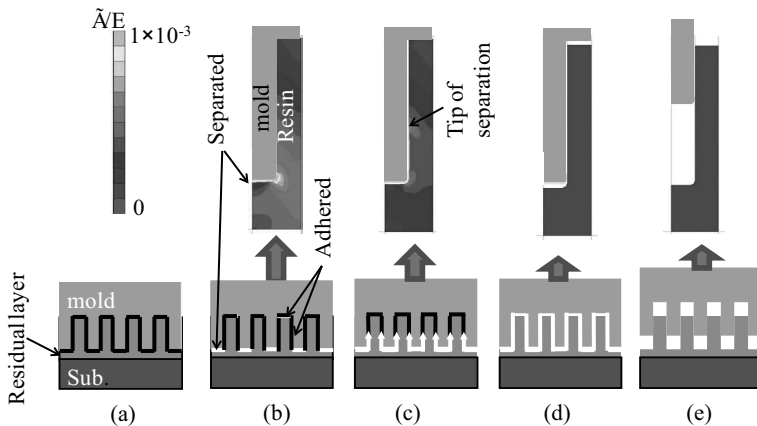 Ã/E
1×10⁻³
0
Separated
mold
Resin
Tip of
separation
Adhered
Residual layer
mold
Sub.
(a)
(b)
(c)
(d)
(e)